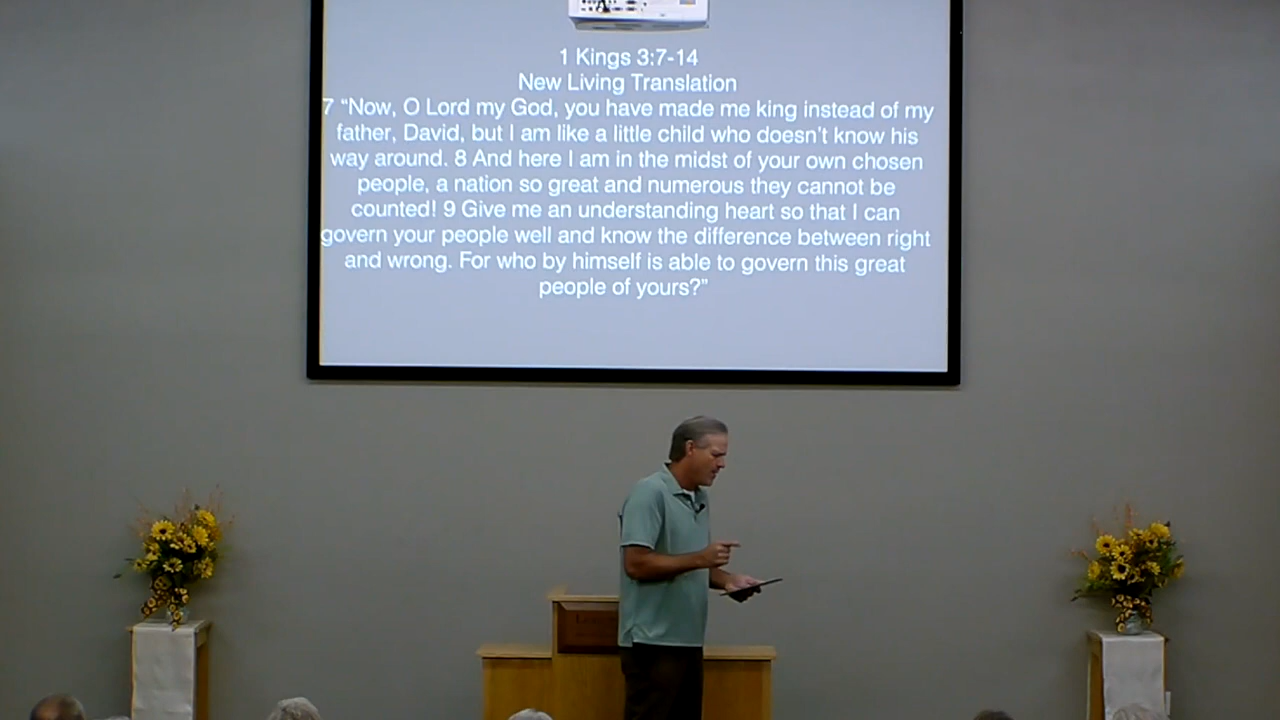 1 Kings 3:7-14
New Living Translation
7 “Now, O Lord my God, you have made me king instead of my
father, David, but I am like a little child who doesn’t know his
way around. 8 And here I am in the midst of your own chosen
people, a nation so great and numerous they cannot be
counted! 9 Give me an understanding heart so that I can
govern your people well and know the difference between right
and wrong. For who by himself is able to govern this great
people of yours?”